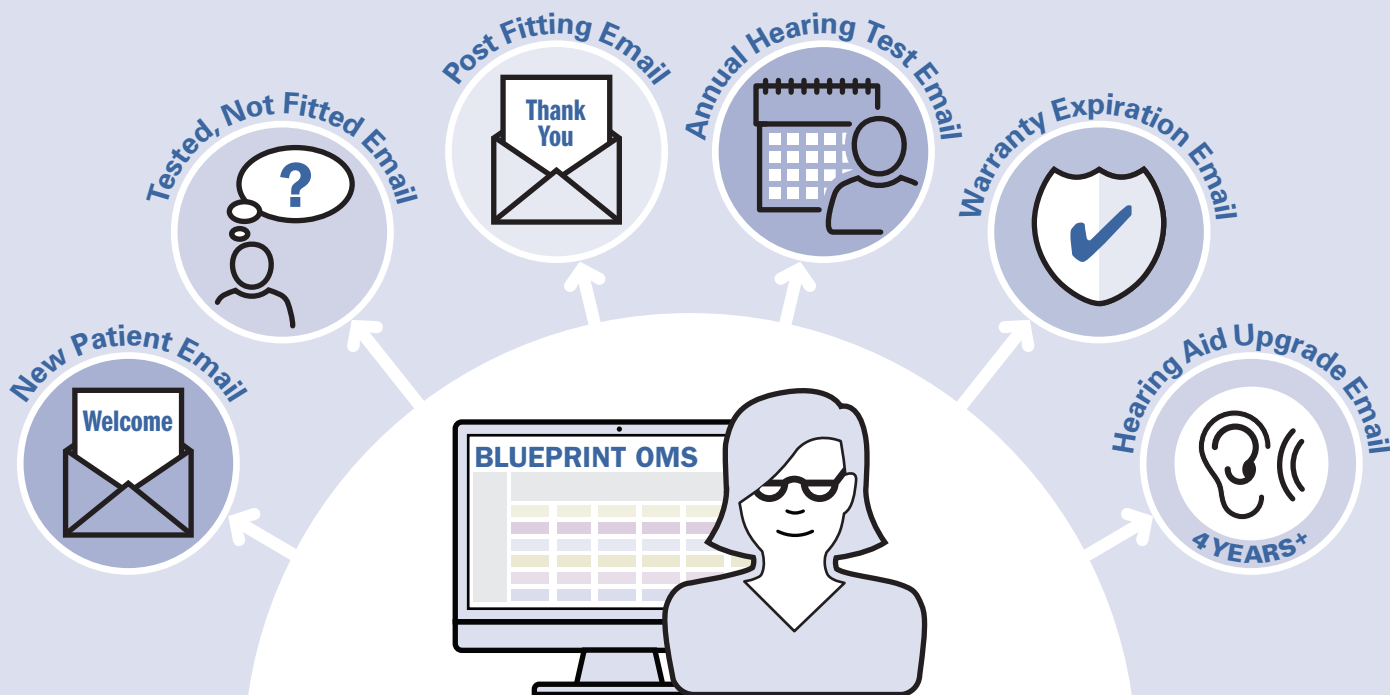 New Patient Email
Welcome
Tested, Not Fitted Email
?
Post Fitting Email
Thank
You
Annual Hearing Test Email
Warranty Expiration Email
Hearing Aid Upgrade Email
4 YEARS+
BLUEPRINT OMS